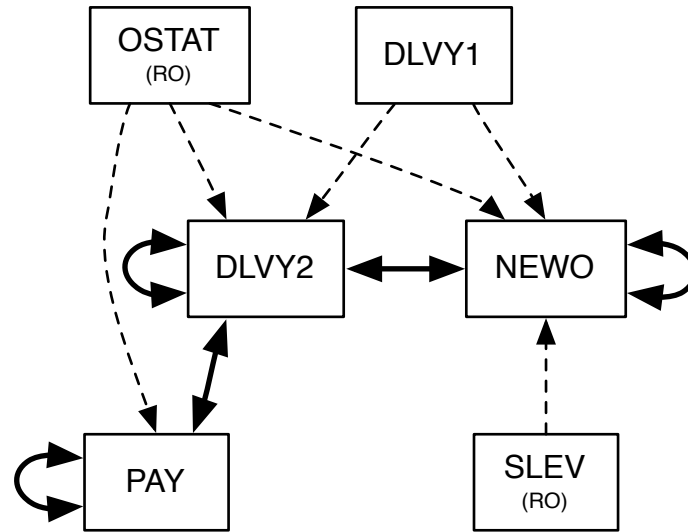 OSTAT
(RO)
DLVY1
DLVY2
NEWO
PAY
SLEV
(RO)